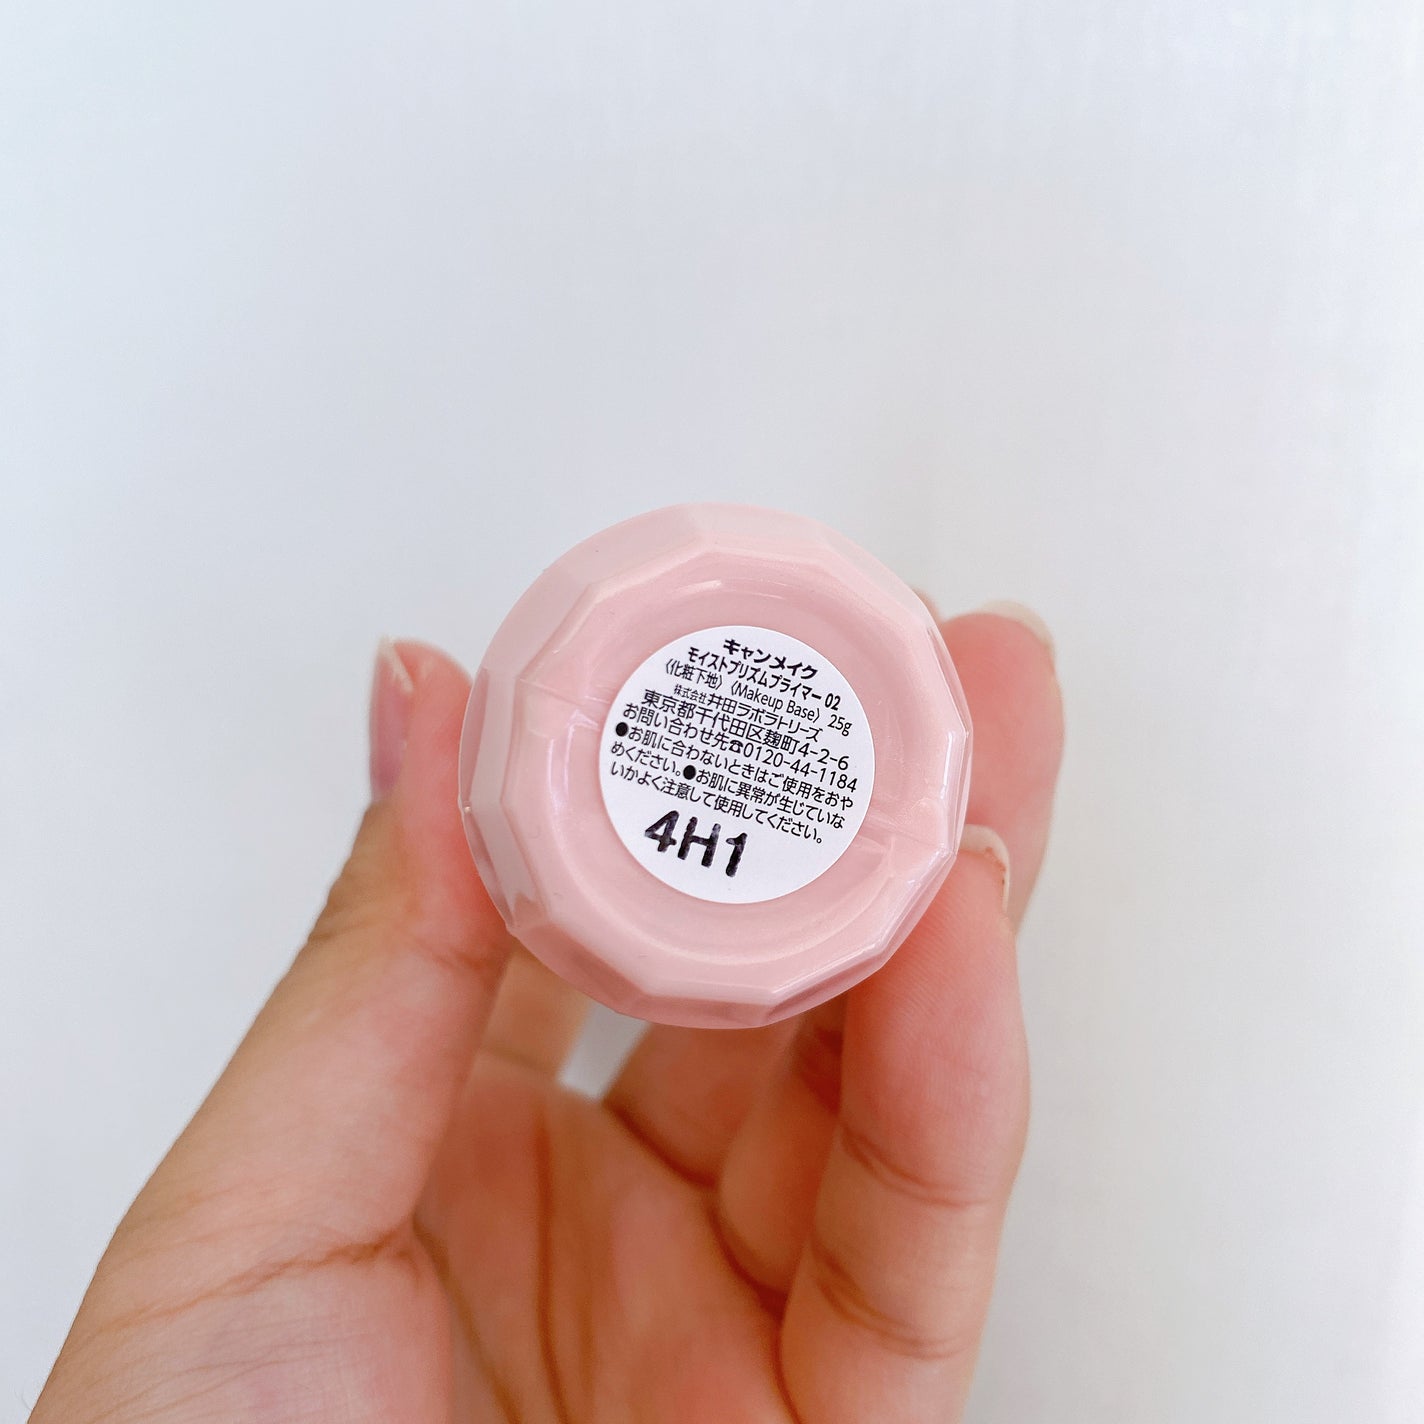 キャンメイク
モイストプリズムプライマー 02
〈化粧下地〉〈Makeup Base〉 25g
株式会社井田ラボラトリーズ
東京都千代田区麹町4-2-6
お問い合わせ先☎0120-44-1184
●お肌に合わないときはご使用をおや
めください。●お肌に異常が生じていな
いかよく注意して使用してください。
4H1